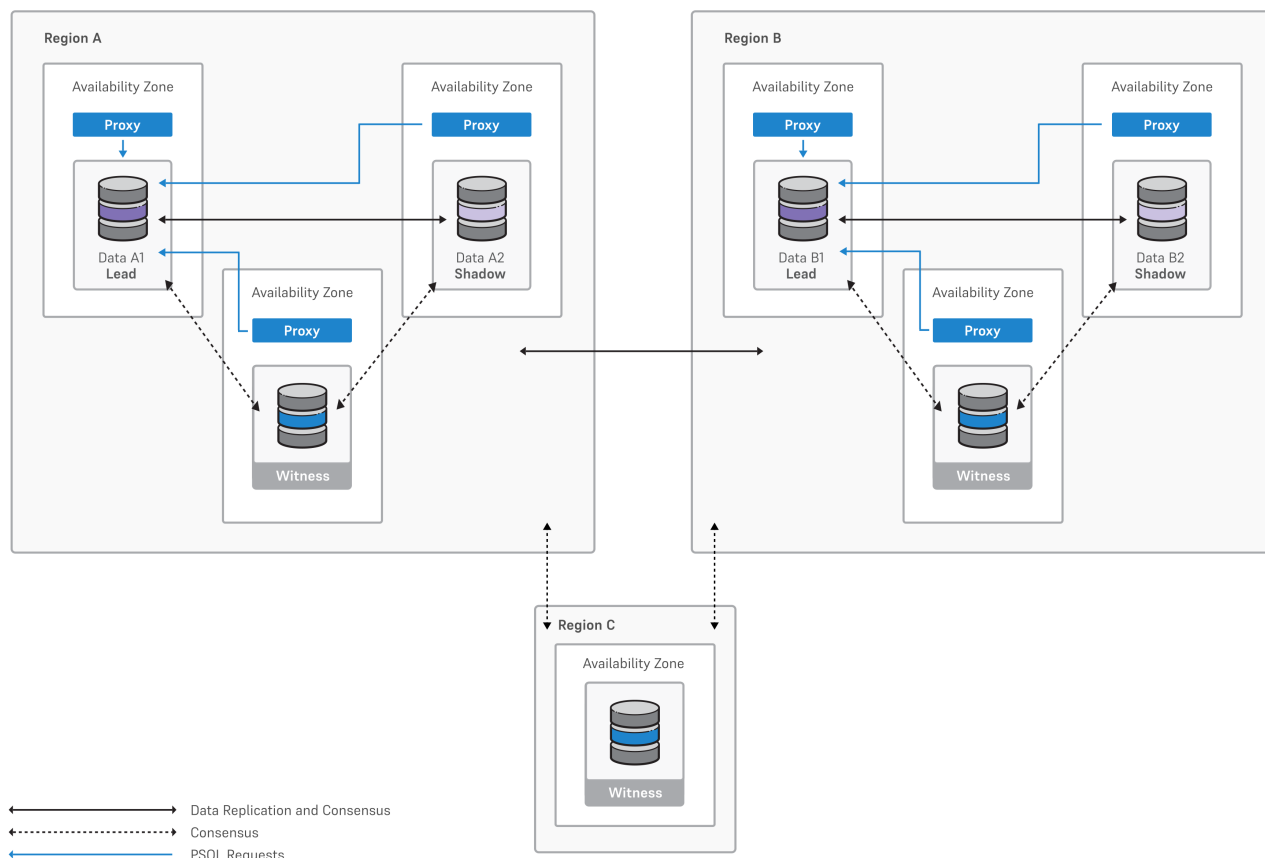 Region A
Availability Zone
Proxy
Data A1
Lead
Availability Zone
Proxy
Data A2
Shadow
Availability Zone
Proxy
Witness
Region B
Availability Zone
Proxy
Data B1
Lead
Availability Zone
Proxy
Data B2
Shadow
Availability Zone
Proxy
Witness
Region C
Availability Zone
Witness
Data Replication and Consensus
Consensus
PSQL Requests